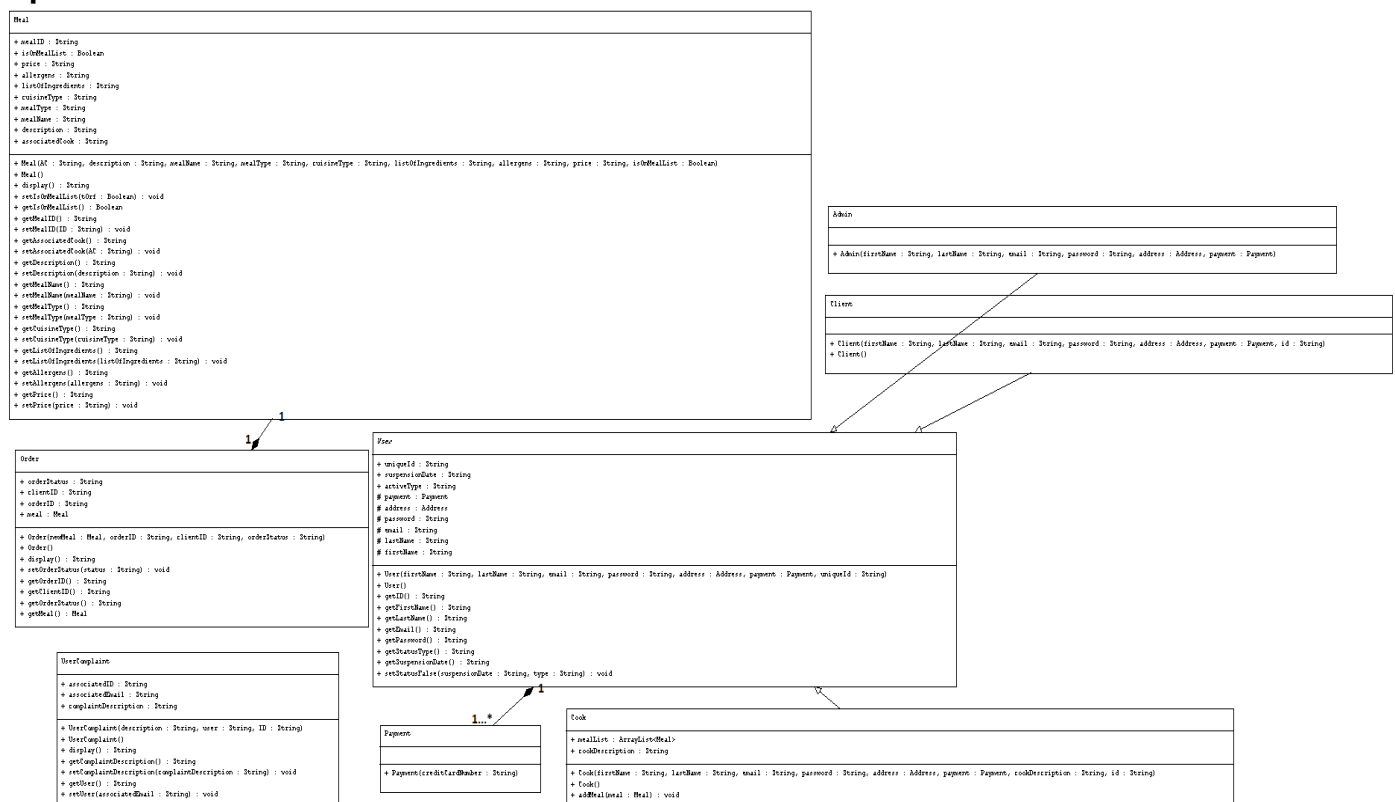 Meal
+ mealID : String
+ isOnMealList : Boolean
+ price : String
+ allergens : String
+ listOfIngredients : String
+ cuisineType : String
+ mealType : String
+ mealName : String
+ description : String
+ associatedCook : String
+ Meal(AC : String, description : String, mealName : String, mealType : String, cuisineType : String, listOfIngredients : String, allergens : String, price : String, isOnMealList : Boolean)
+ Meal()
+ display() : String
+ setIsOnMealList(tOrf : Boolean) : void
+ getIsOnMealList() : Boolean
+ getMealID() : String
+ setMealID(ID : String) : void
+ getAssociatedCook() : String
+ setAssociatedCook(AC : String) : void
+ getDescription() : String
+ setDescription(description : String) : void
+ getMealName() : String
+ setMealName(mealName : String) : void
+ getMealType() : String
+ setMealType(mealType : String) : void
+ getCuisineType() : String
+ setCuisineType(cuisineType : String) : void
+ getListOfIngredients() : String
+ setListOfIngredients(listOfIngredients : String) : void
+ getAllergens() : String
+ setAllergens(allergens : String) : void
+ getPrice() : String
+ setPrice(price : String) : void
Admin
+ Admin(firstName : String, lastName : String, email : String, password : String, address : Address, payment : Payment)
Client
+ Client(firstName : String, lastName : String, email : String, password : String, address : Address, payment : Payment, id : String)
+ Client()
1
1
Order
+ orderStatus : String
+ clientID : String
+ orderID : String
+ meal : Meal
+ Order(newMeal : Meal, orderID : String, clientID : String, orderStatus : String)
+ Order()
+ display() : String
+ setOrderStatus(status : String) : void
+ getOrderID() : String
+ getClientID() : String
+ getOrderStatus() : String
+ getMeal() : Meal
User
+ uniqueId : String
+ suspensionDate : String
+ activeType : String
# payment : Payment
# address : Address
# password : String
# email : String
# lastName : String
# firstName : String
+ User(firstName : String, lastName : String, email : String, password : String, address : Address, payment : Payment, uniqueId : String)
+ User()
+ getID() : String
+ getFirstName() : String
+ getLastName() : String
+ getEmail() : String
+ getPassword() : String
+ getStatusType() : String
+ getSuspensionDate() : String
+ setStatusFalse(suspensionDate : String, type : String) : void
1
1...*
UserComplaint
+ associatedID : String
+ associatedEmail : String
+ complaintDescription : String
+ UserComplaint(description : String, user : String, ID : String)
+ UserComplaint()
+ display() : String
+ getComplaintDescription() : String
+ setComplaintDescription(complaintDescription : String) : void
+ getUser() : String
+ setUser(associatedEmail : String) : void
Payment
+ Payment(creditCardNumber : String)
Cook
+ mealList : ArrayList<Meal>
+ cookDescription : String
+ Cook(firstName : String, lastName : String, email : String, password : String, address : Address, payment : Payment, cookDescription : String, id : String)
+ Cook()
+ addMeal(meal : Meal) : void